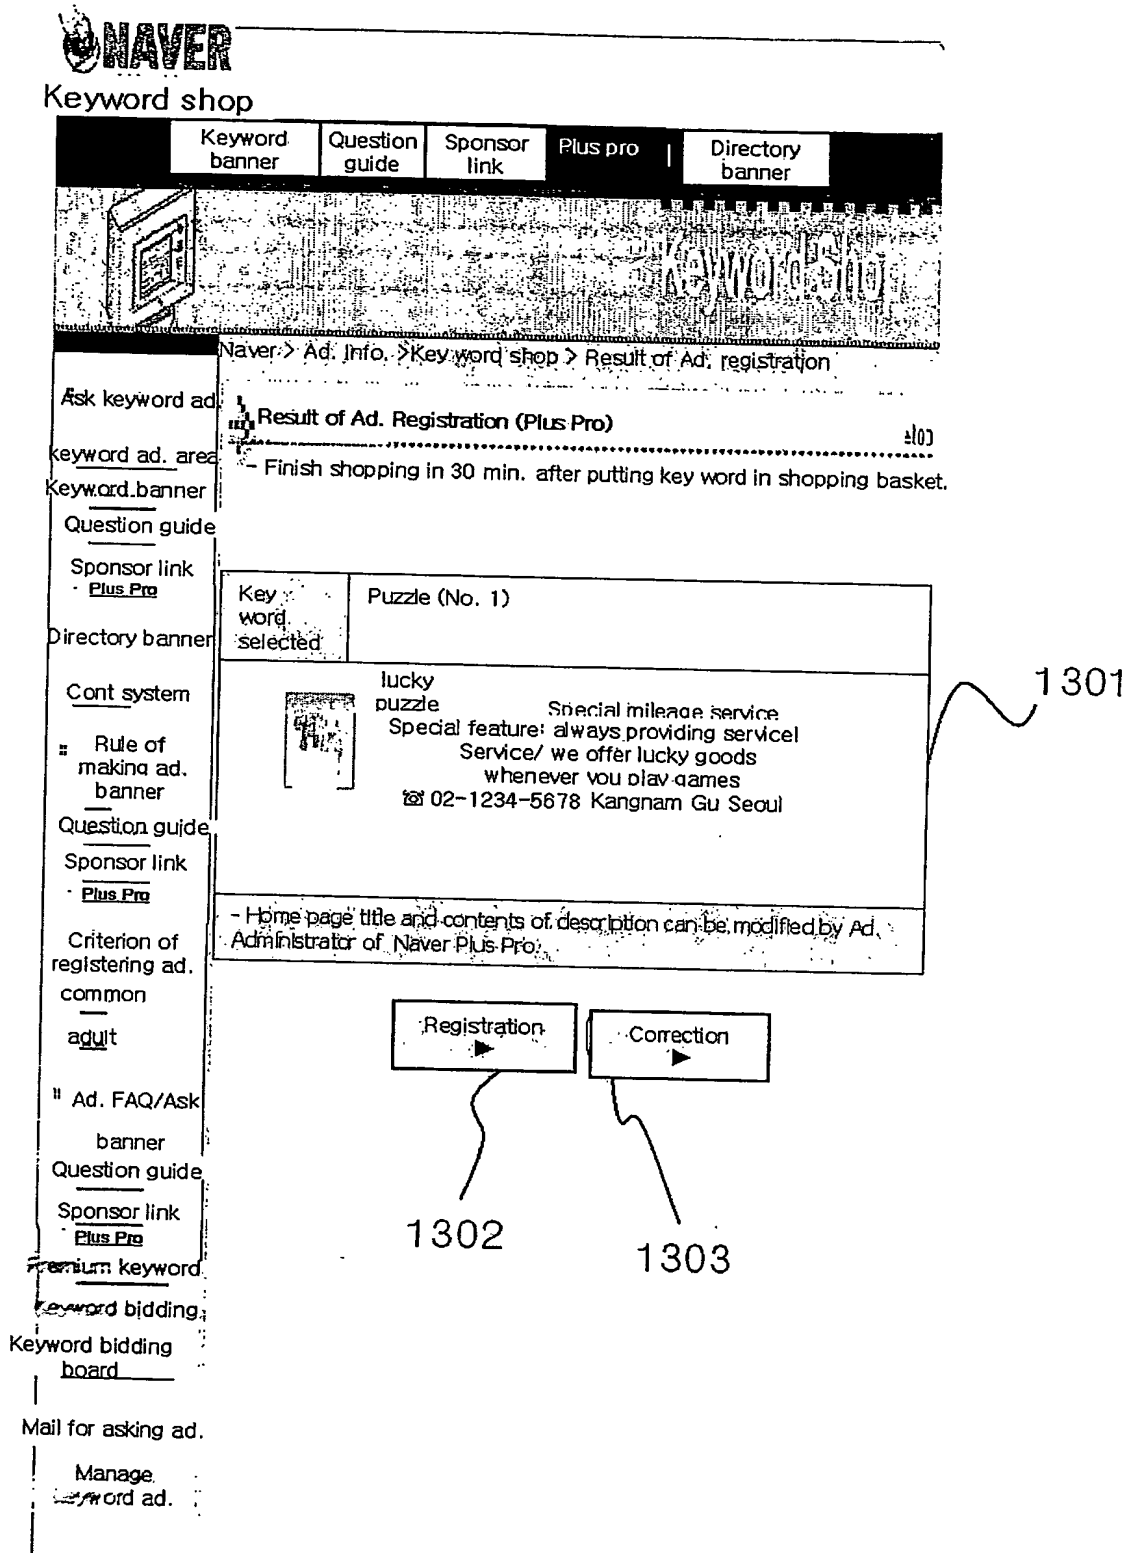 NAVER
Keyword shop
Keyword banner
Question guide
Sponsor link
Plus pro
Directory banner
Naver > Ad. Info. >Key word shop > Result of Ad. registration
Ask keyword ad
Result of Ad. Registration (Plus Pro)
keyword ad. area
- Finish shopping in 30 min. after putting key word in shopping basket.
Keyword banner
Question guide
Sponsor link
- Plus Pro
Directory banner
Cont system
Rule of
making ad.
banner
Question guide
Sponsor link
- Plus Pro
Criterion of
registering ad.
common
adult
Ad. FAQ/Ask
banner
Question guide
Sponsor link
- Plus Pro
Premium keyword
Keyword bidding
Keyword bidding
board
Mail for asking ad.
Manage
keyword ad.
Key
word
selected
Puzzle (No. 1)
lucky
puzzle
Special mileage service
Special feature: always providing service!
Service/ we offer lucky goods
whenever you play games
☎ 02-1234-5678 Kangnam Gu Seoul
- Home page title and contents of description can be modified by Ad.
Administrator of Naver Plus Pro.
Registration
▶
Correction
▶
1301
1302
1303